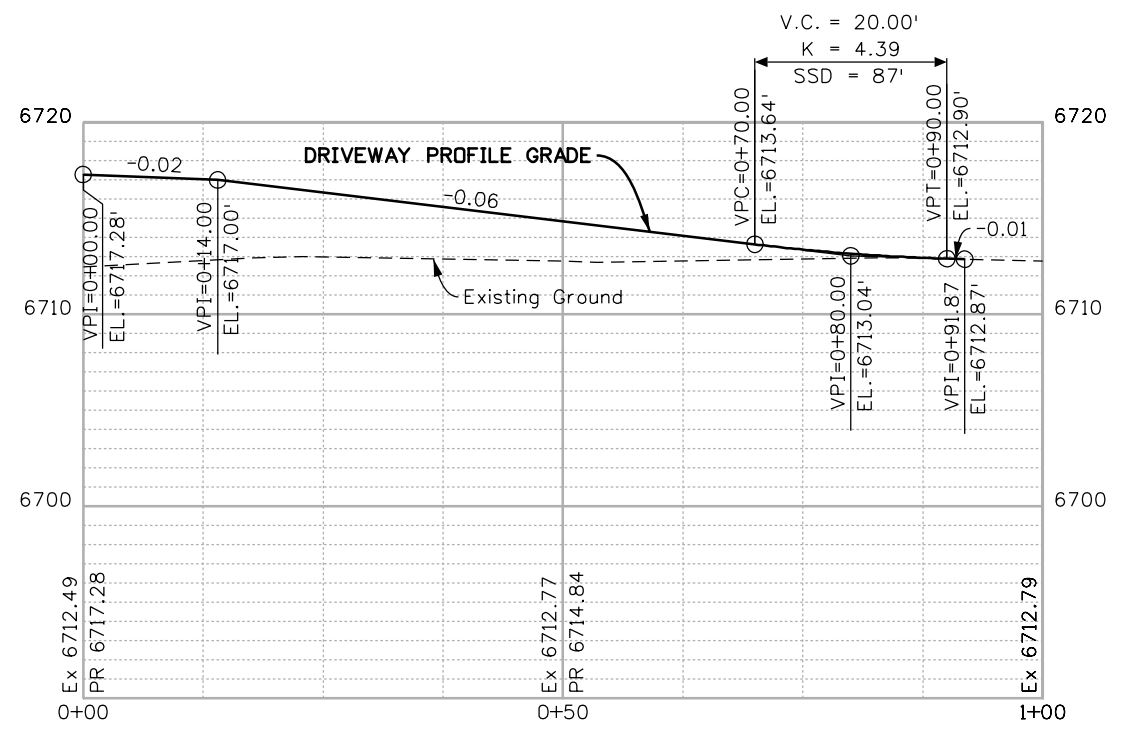 V.C. = 20.00'
K = 4.39
SSD = 87'
6720
6720
VPC=0+70.00
EL.=6713.64'
VPT=0+90.00
EL.=6712.90'
DRIVEWAY PROFILE GRADE
-0.02
-0.06
-0.01
VPI=0+00.00
EL.=6717.28'
VPI=0+14.00
EL.=6717.00'
Existing Ground
6710
6710
VPI=0+80.00
EL.=6713.04'
VPI=0+91.87
EL.=6712.87'
6700
6700
Ex 6712.49
PR 6717.28
Ex 6712.77
PR 6714.84
Ex 6712.79
0+00
0+50
1+00